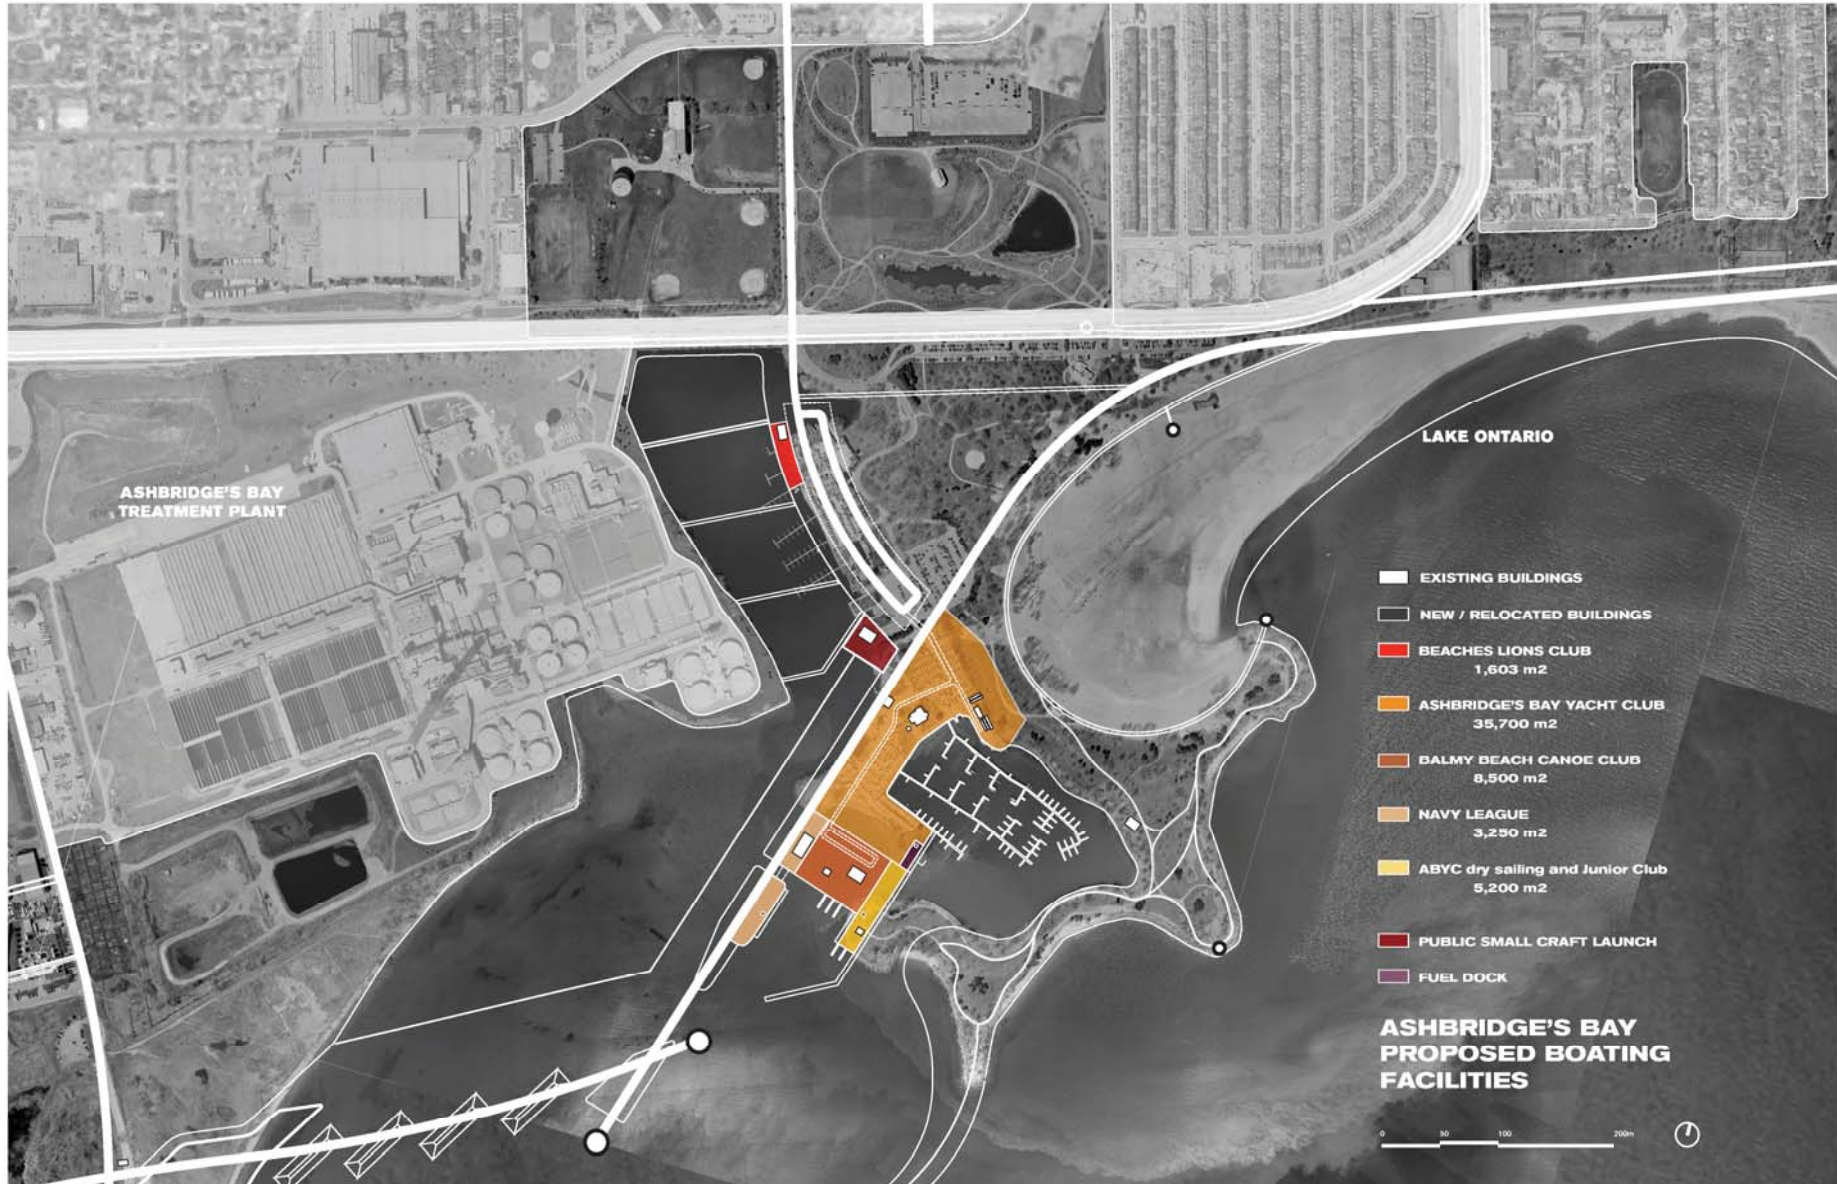 ASHBRIDGE'S BAY
TREATMENT PLANT
LAKE ONTARIO
EXISTING BUILDINGS
NEW / RELOCATED BUILDINGS
BEACHES LIONS CLUB
1,603 m2
ASHBRIDGE'S BAY YACHT CLUB
35,700 m2
BALMY BEACH CANOE CLUB
8,500 m2
NAVY LEAGUE
3,250 m2
ABYC dry sailing and Junior Club
5,200 m2
PUBLIC SMALL CRAFT LAUNCH
FUEL DOCK
ASHBRIDGE'S BAY
PROPOSED BOATING
FACILITIES
0 50 100 200m